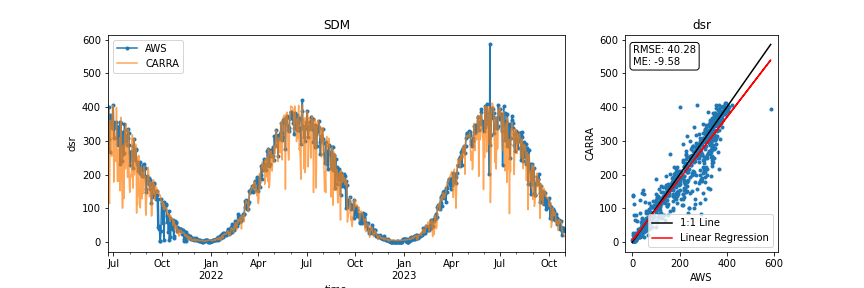 SDM
dsr
600
500
400
300
200
100
0
dsr
AWS
CARRA
Jul
Oct
Jan
2022
Apr
Jul
Oct
Jan
2023
Apr
Jul
Oct
time
dsr
RMSE: 40.28
ME: -9.58
600
500
400
300
200
100
0
CARRA
1:1 Line
Linear Regression
0
200
400
600
AWS